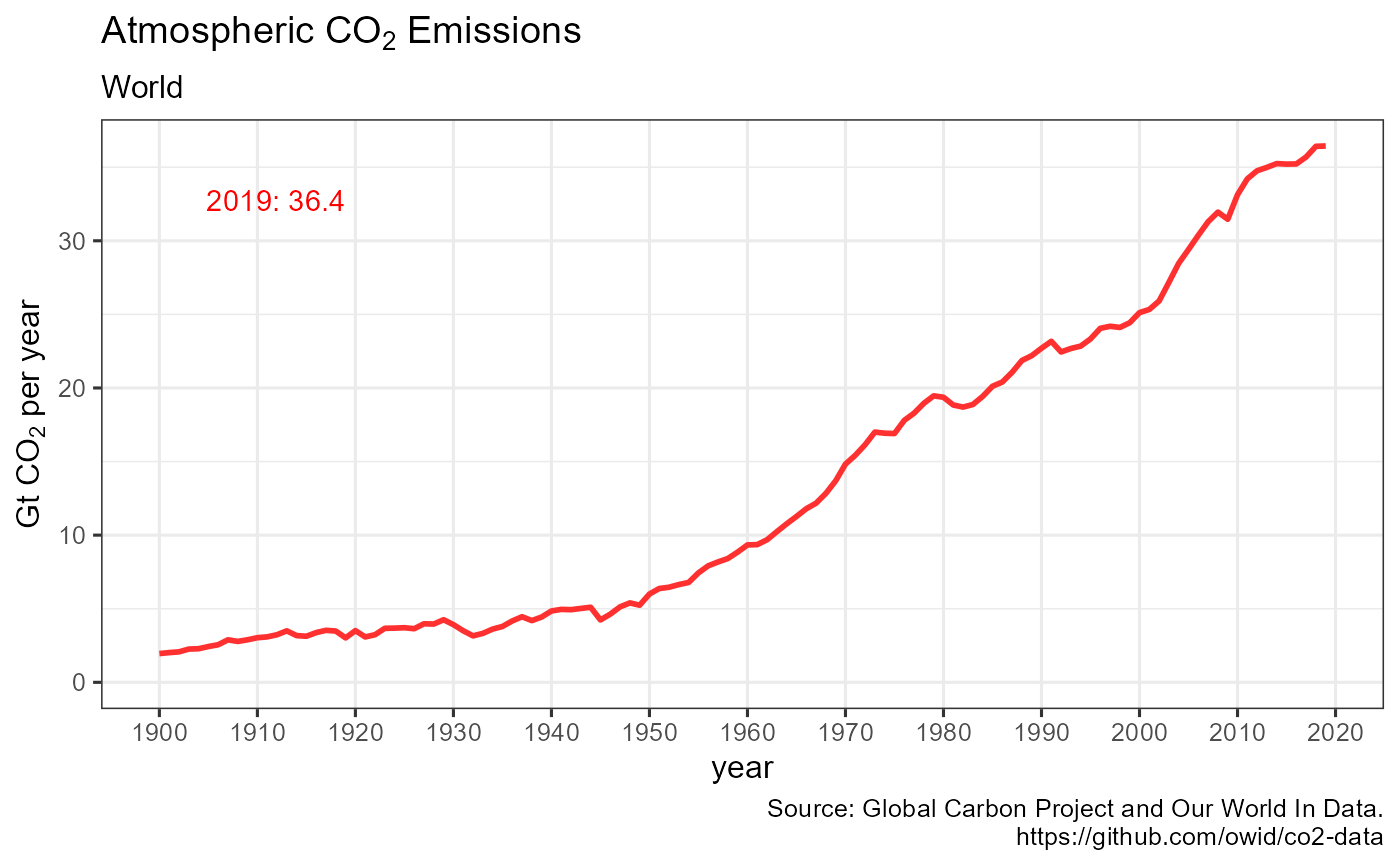 Atmospheric CO₂ Emissions
World
2019: 36.4
Gt CO₂ per year
30
20
10
0
1900 1910 1920 1930 1940 1950 1960 1970 1980 1990 2000 2010 2020
year
Source: Global Carbon Project and Our World In Data.
https://github.com/owid/co2-data